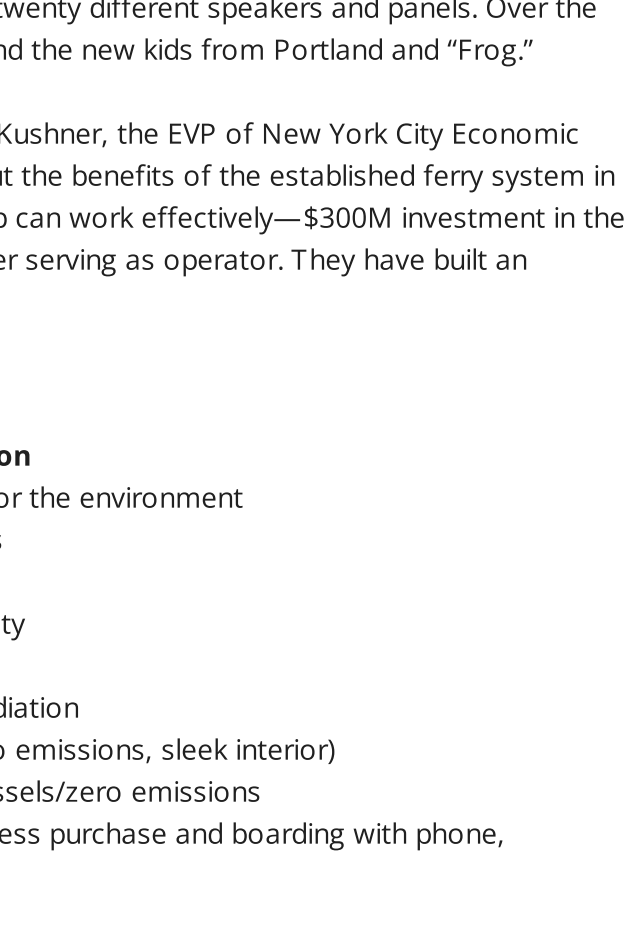 twenty different speakers and panels. Over the
nd the new kids from Portland and “Frog.”
Kushner, the EVP of New York City Economic
ut the benefits of the established ferry system in
p can work effectively—$300M investment in the
er serving as operator. They have built an
on
or the environment
s
ty
diation
o emissions, sleek interior)
ssels/zero emissions
ess purchase and boarding with phone,